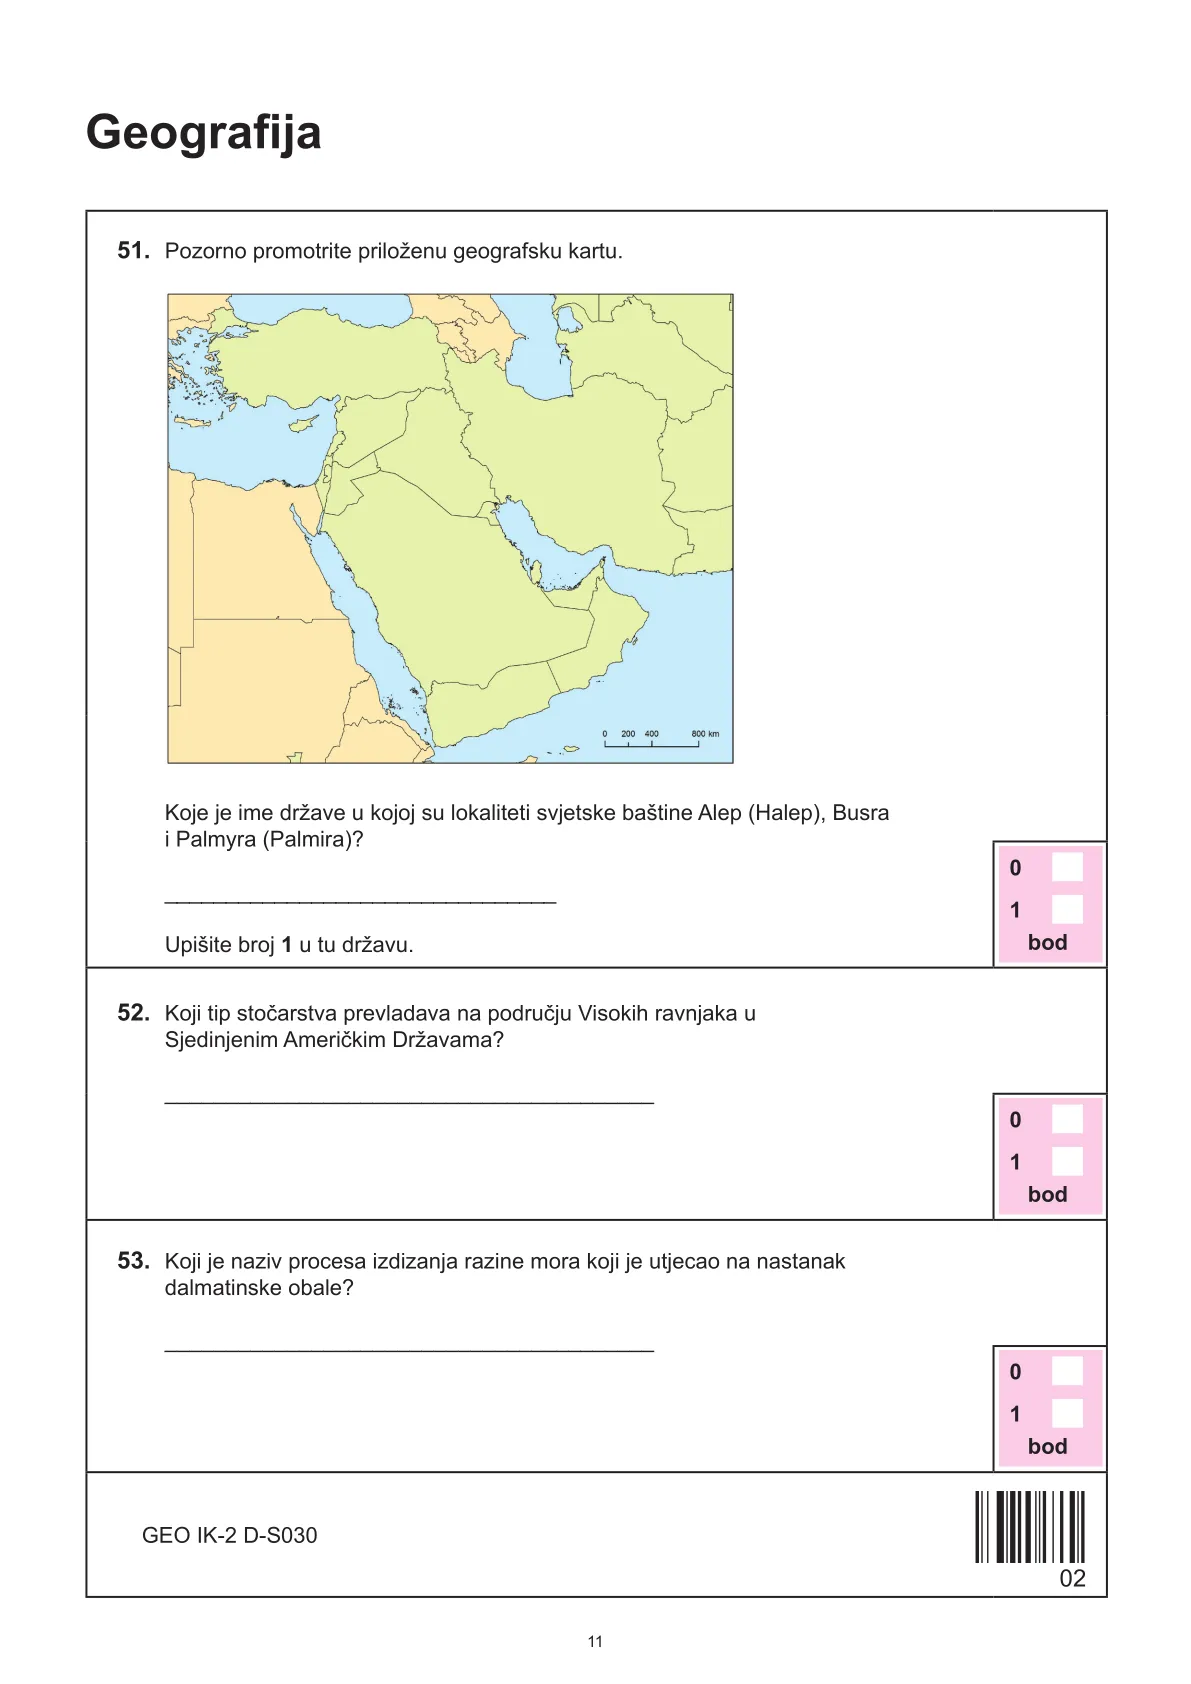 Geografija
51. Pozorno promotrite priloženu geografsku kartu.
0 200 400 800 km
Koje je ime države u kojoj su lokaliteti svjetske baštine Alep (Halep), Busra
i Palmyra (Palmira)?
________________________________
0
1
bod
Upišite broj 1 u tu državu.
52. Koji tip stočarstva prevladava na području Visokih ravnjaka u
Sjedinjenim Američkim Državama?
________________________________________
0
1
bod
53. Koji je naziv procesa izdizanja razine mora koji je utjecao na nastanak
dalmatinske obale?
________________________________________
0
1
bod
GEO IK-2 D-S030
02
11